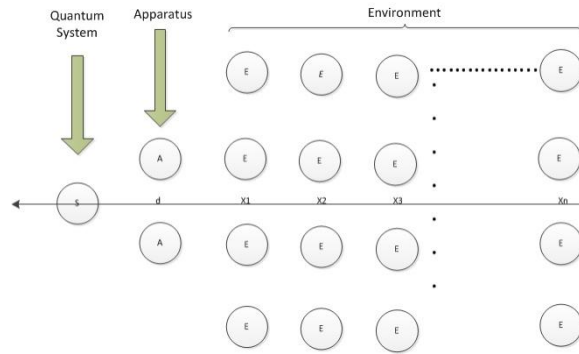 Quantum
System
Apparatus
Environment
E E E E
A E E E E
S d X1 X2 X3 Xn
A E E E E
E E E E